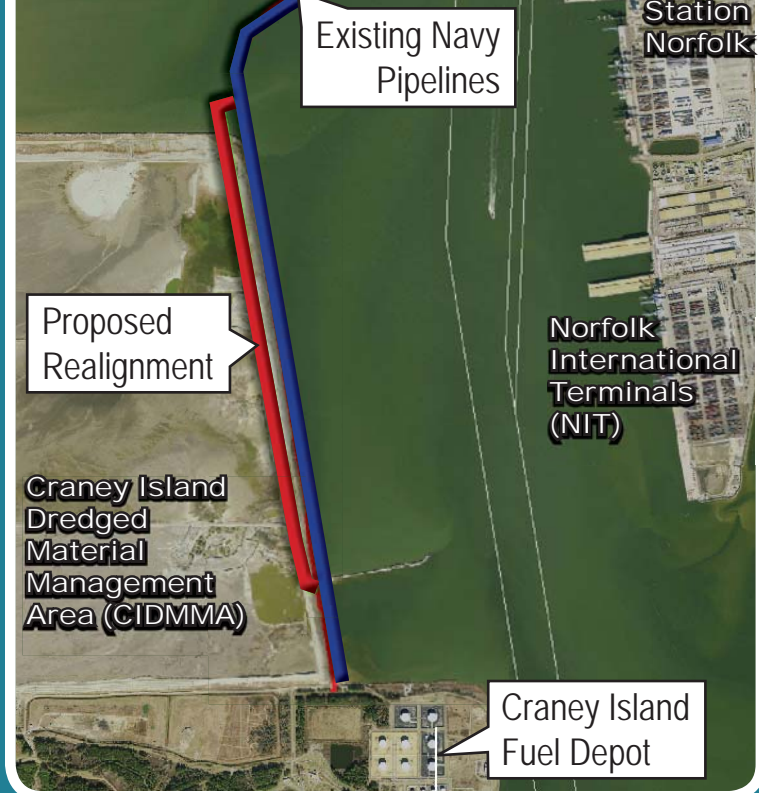 Station
Norfolk
Existing Navy
Pipelines
Proposed
Realignment
Norfolk
International
Terminals
(NIT)
Craney Island
Dredged
Material
Management
Area (CIDMMA)
Craney Island
Fuel Depot